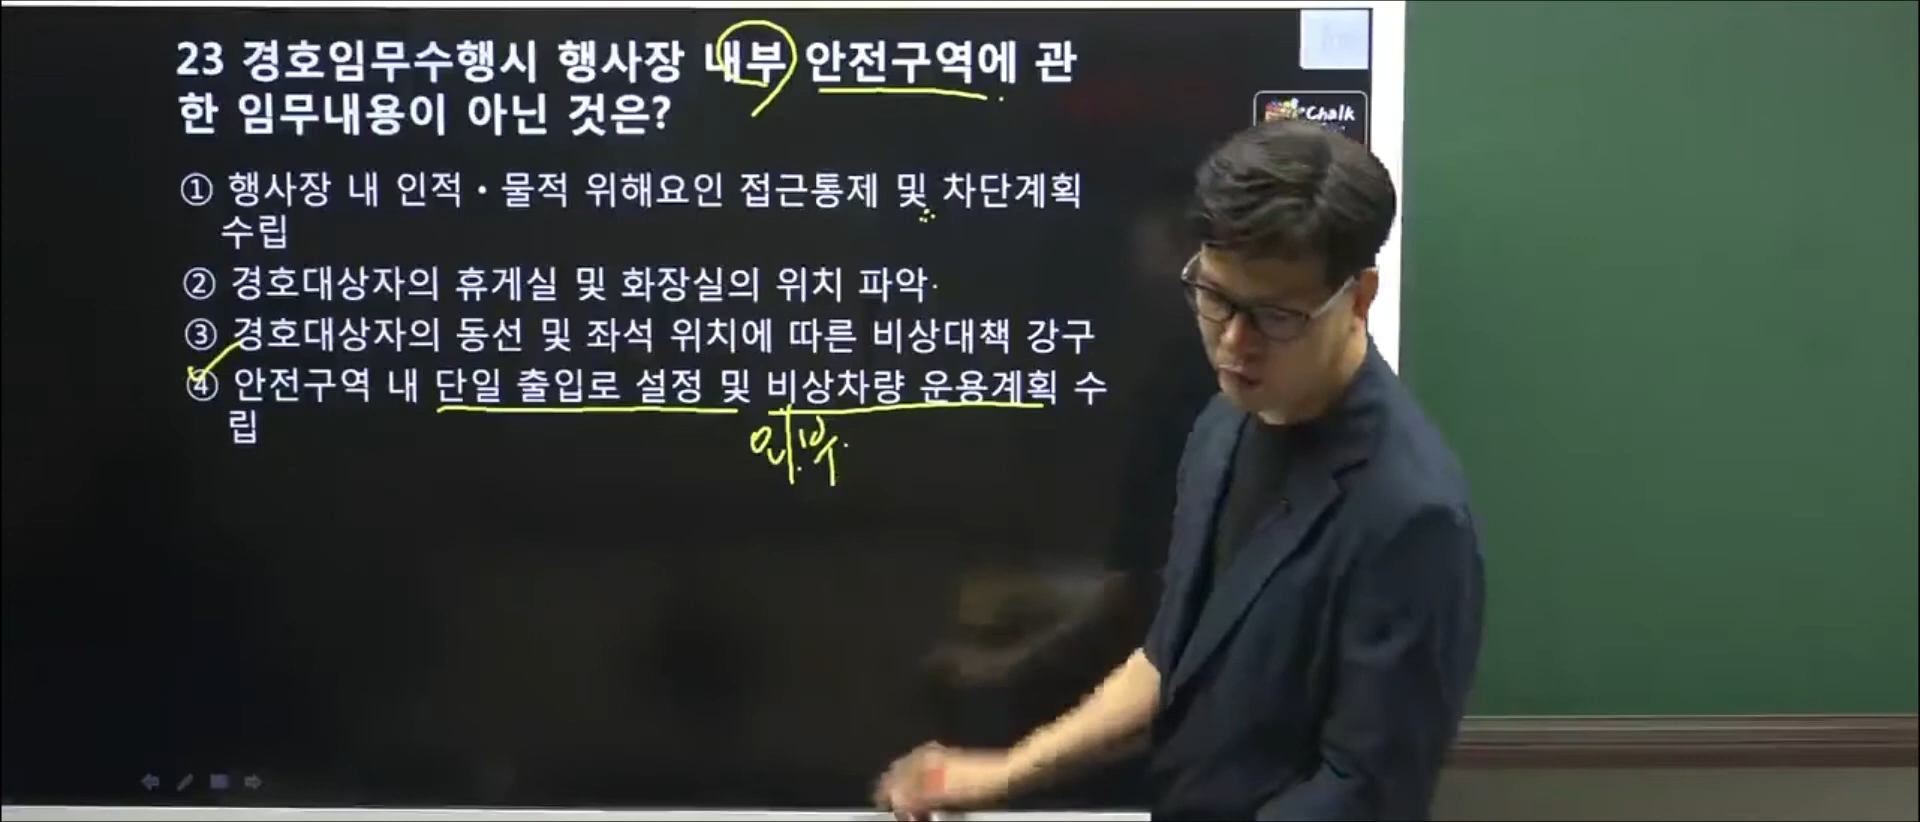 23 경호임무수행시 행사장 내부 안전구역에 관
한 임무내용이 아닌 것은?
① 행사장 내 인적·물적 위해요인 접근통제 및 차단계획
수립
② 경호대상자의 휴게실 및 화장실의 위치 파악
③ 경호대상자의 동선 및 좌석 위치에 따른 비상대책 강구
④ 안전구역 내 단일 출입로 설정 및 비상차량 운용계획 수
립
Chalk